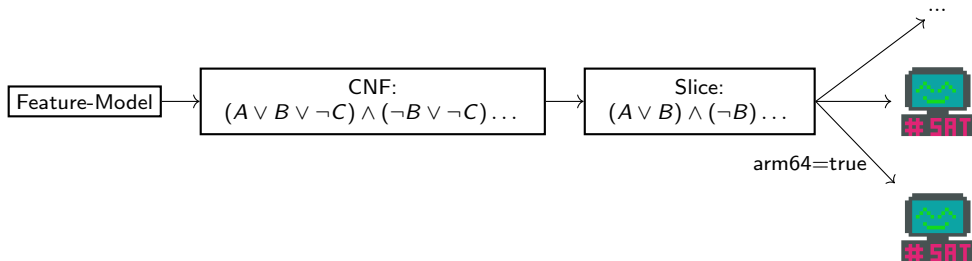 ...
Feature-Model
CNF:
(A ∨ B ∨ ¬C) ∧ (¬B ∨ ¬C) ...
Slice:
(A ∨ B) ∧ (¬B) ...
#SAT
arm64=true
#SAT